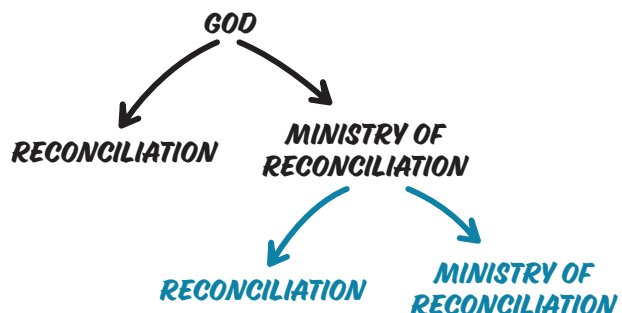 GOD
RECONCILIATION
MINISTRY OF
RECONCILIATION
RECONCILIATION
MINISTRY OF
RECONCILIATION